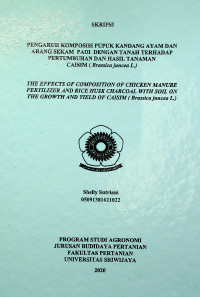 SKRIPSI
PENGARUH KOMPOSISI PUPUK KANDANG AYAM DAN
ARANG SEKAM PADI DENGAN TANAH TERHADAP
PERTUMBUHAN DAN HASIL TANAMAN
CAISIM ( Brassica juncea L.)
THE EFFECTS OF COMPOSITION OF CHICKEN MANURE
FERTILIZER AND RICE HUSK CHARCOAL WITH SOIL ON
THE GROWTH AND YIELD OF CAISIM ( Brassica juncea L.)
Shelly Sutrisni
05091381621022
PROGRAM STUDI AGRONOMI
JURUSAN BUDIDAYA PERTANIAN
FAKULTAS PERTANIAN
UNIVERSITAS SRIWIJAYA
2020